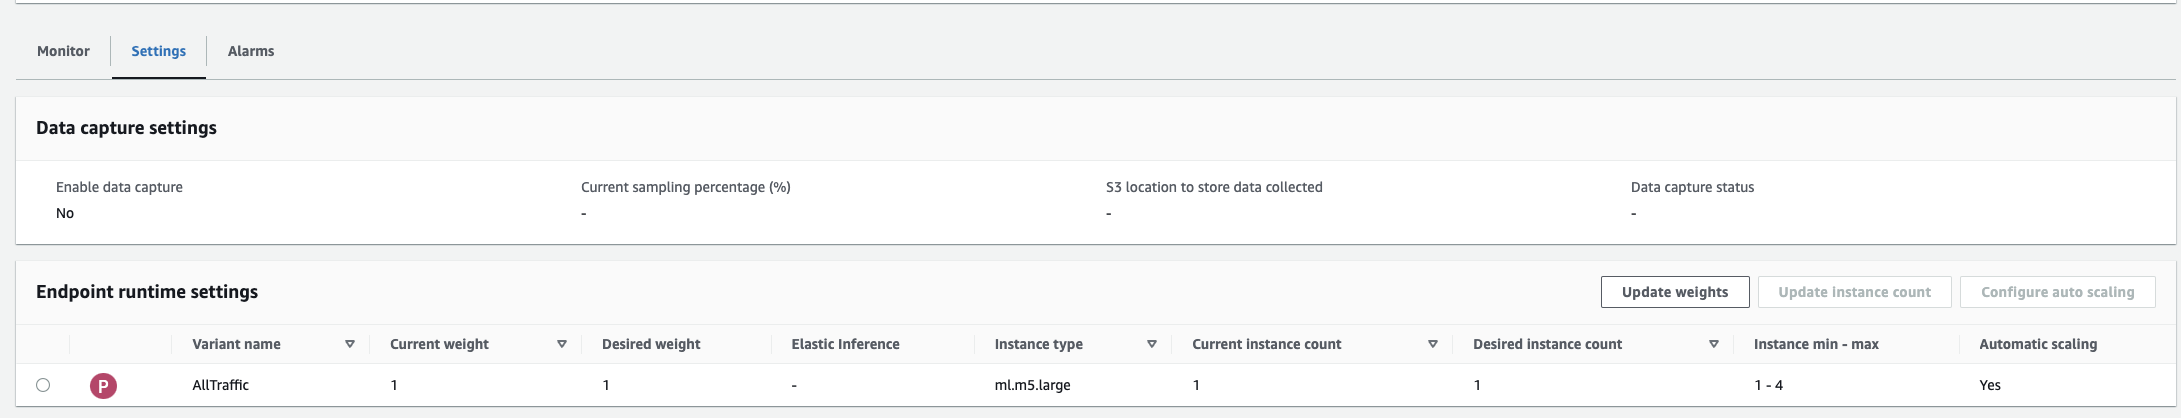 Monitor Settings Alarms
Data capture settings
Enable data capture Current sampling percentage (%) S3 location to store data collected Data capture status
No - - -
Endpoint runtime settings Update weights Update instance count Configure auto scaling
Variant name Current weight Desired weight Elastic Inference Instance type Current instance count Desired instance count Instance min - max Automatic scaling
P AllTraffic 1 1 - ml.m5.large 1 1 1 - 4 Yes